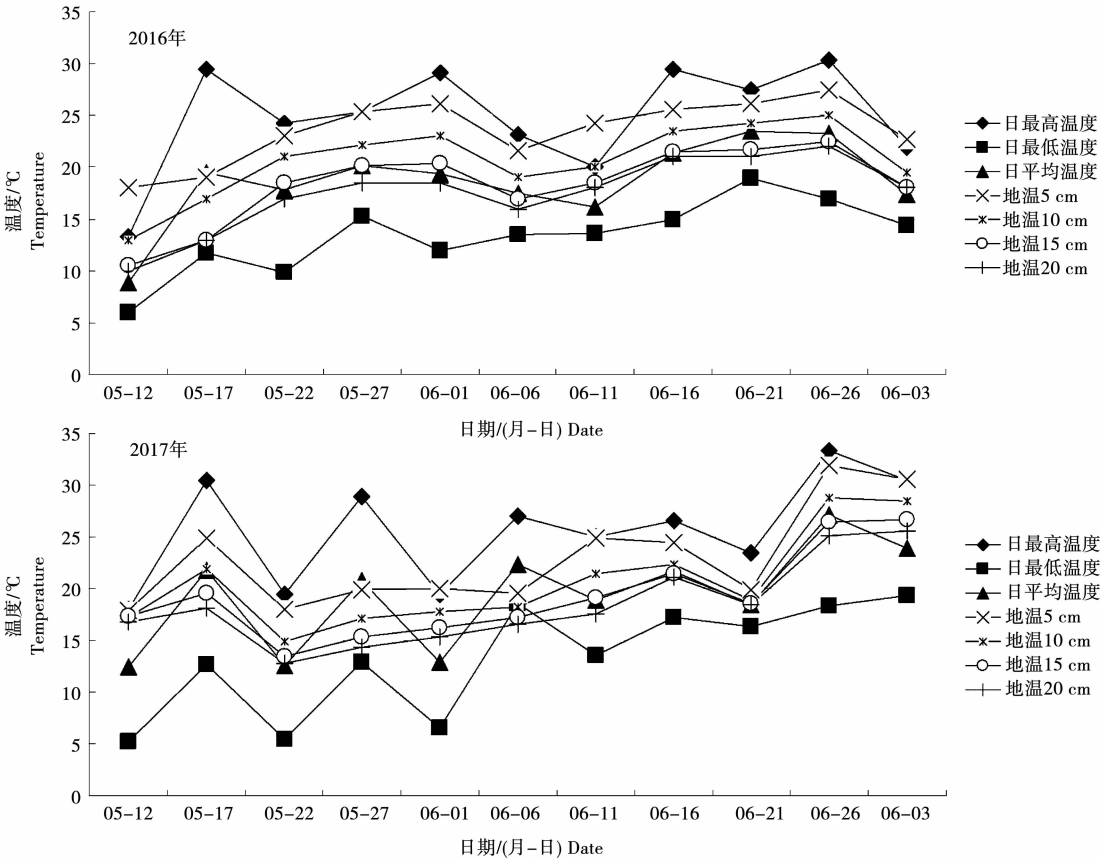 2016年
35
30
25
20
15
10
5
0
温度/℃
Temperature
05-12 05-17 05-22 05-27 06-01 06-06 06-11 06-16 06-21 06-26 06-03
日期/(月-日) Date
日最高温度
日最低温度
日平均温度
地温5 cm
地温10 cm
地温15 cm
地温20 cm
2017年
35
30
25
20
15
10
5
0
温度/℃
Temperature
05-12 05-17 05-22 05-27 06-01 06-06 06-11 06-16 06-21 06-26 06-03
日期/(月-日) Date
日最高温度
日最低温度
日平均温度
地温5 cm
地温10 cm
地温15 cm
地温20 cm